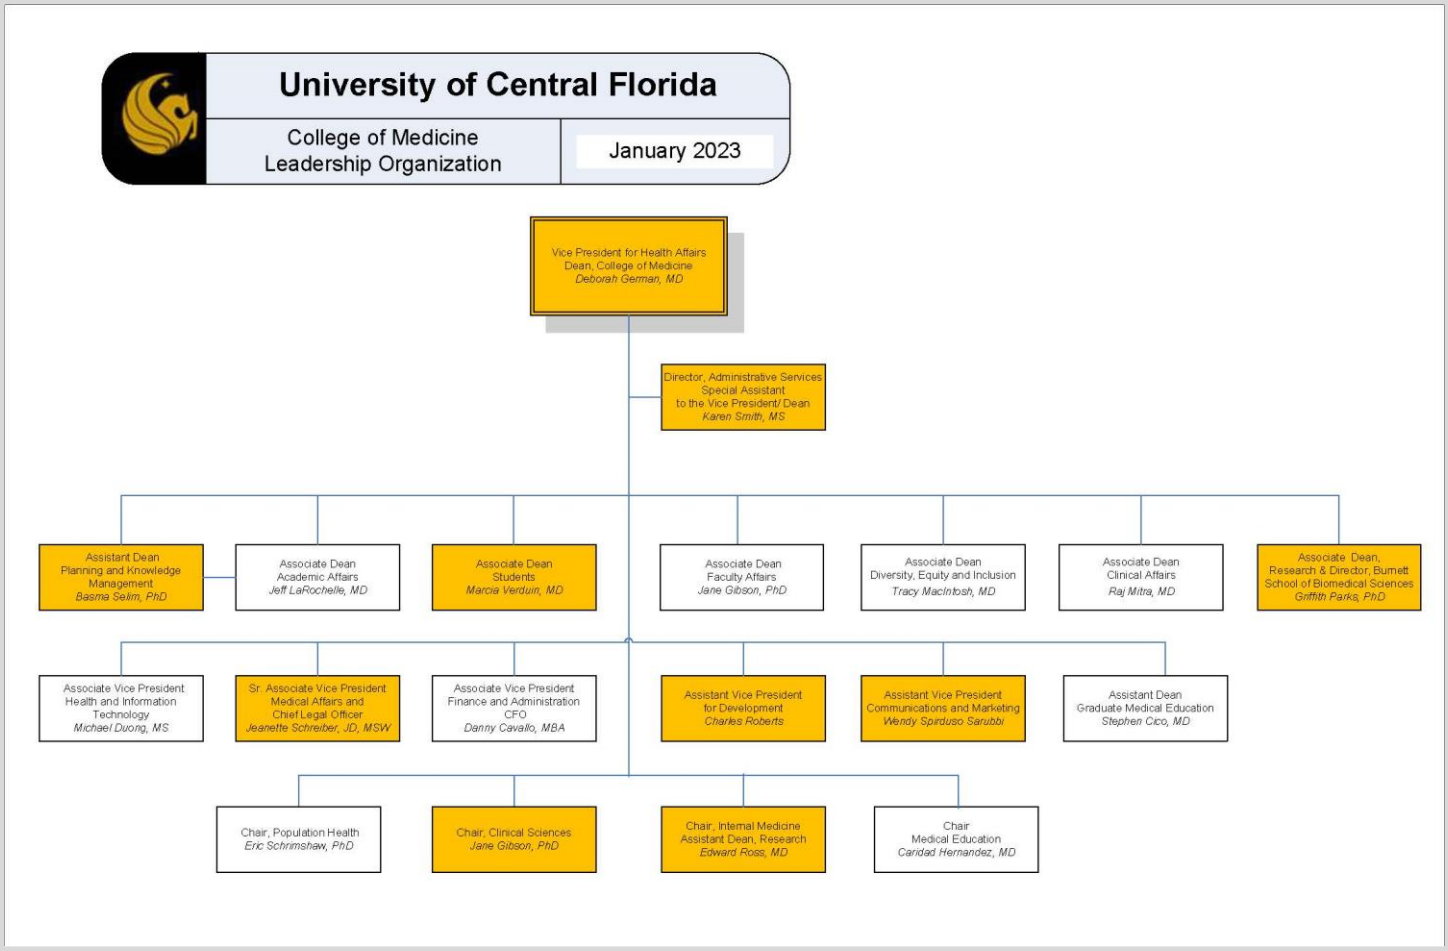 University of Central Florida
College of Medicine
Leadership Organization
January 2023
Vice President for Health Affairs
Dean, College of Medicine
Deborah German, MD
Director, Administrative Services
Special Assistant
to the Vice President/ Dean
Karen Smith, MS
Assistant Dean
Planning and Knowledge
Management
Basma Selim, PhD
Associate Dean
Academic Affairs
Jeff LaRochelle, MD
Associate Dean
Students
Marcia Verduin, MD
Associate Dean
Faculty Affairs
Jane Gibson, PhD
Associate Dean
Diversity, Equity and Inclusion
Tracy MacIntosh, MD
Associate Dean
Clinical Affairs
Raj Mitra, MD
Associate Dean,
Research & Director, Burnett
School of Biomedical Sciences
Griffith Parks, PhD
Associate Vice President
Health and Information
Technology
Michael Duong, MS
Sr. Associate Vice President
Medical Affairs and
Chief Legal Officer
Jeanette Schreiber, JD, MSW
Associate Vice President
Finance and Administration
CFO
Danny Cavallo, MBA
Assistant Vice President
for Development
Charles Roberts
Assistant Vice President
Communications and Marketing
Wendy Spirduso Sarubbi
Assistant Dean
Graduate Medical Education
Stephen Cico, MD
Chair, Population Health
Eric Schrimshaw, PhD
Chair, Clinical Sciences
Jane Gibson, PhD
Chair, Internal Medicine
Assistant Dean, Research
Edward Ross, MD
Chair
Medical Education
Caridad Hernandez, MD